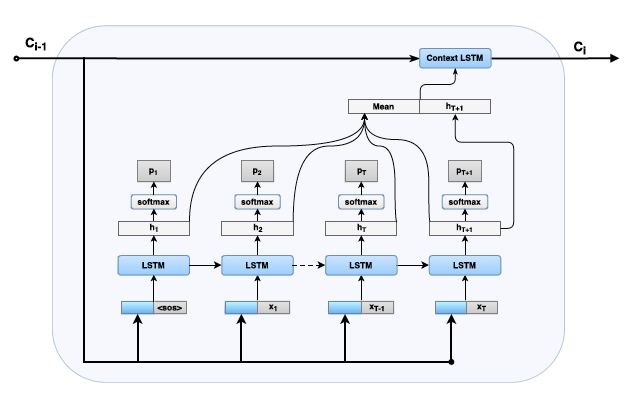 C_{i-1}
C_i
Context LSTM
Mean h_{T+1}
p_1 p_2 p_T p_{T+1}
softmax softmax softmax softmax
h_1 h_2 h_T h_{T+1}
LSTM LSTM LSTM LSTM
<sos> x_1 x_{T-1} x_T